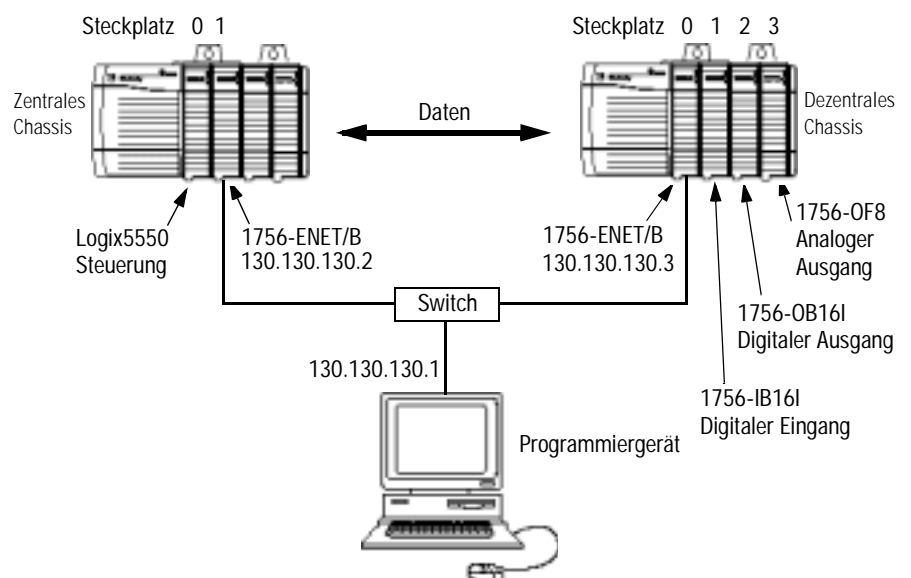 Steckplatz 0 1
Steckplatz 0 1 2 3
Zentrales
Chassis
Daten
Dezentrales
Chassis
Logix5550
Steuerung
1756-ENET/B
130.130.130.2
1756-ENET/B
130.130.130.3
1756-OF8
Analoger
Ausgang
Switch
1756-OB16I
Digitaler Ausgang
130.130.130.1
1756-IB16I
Digitaler Eingang
Programmiergerät